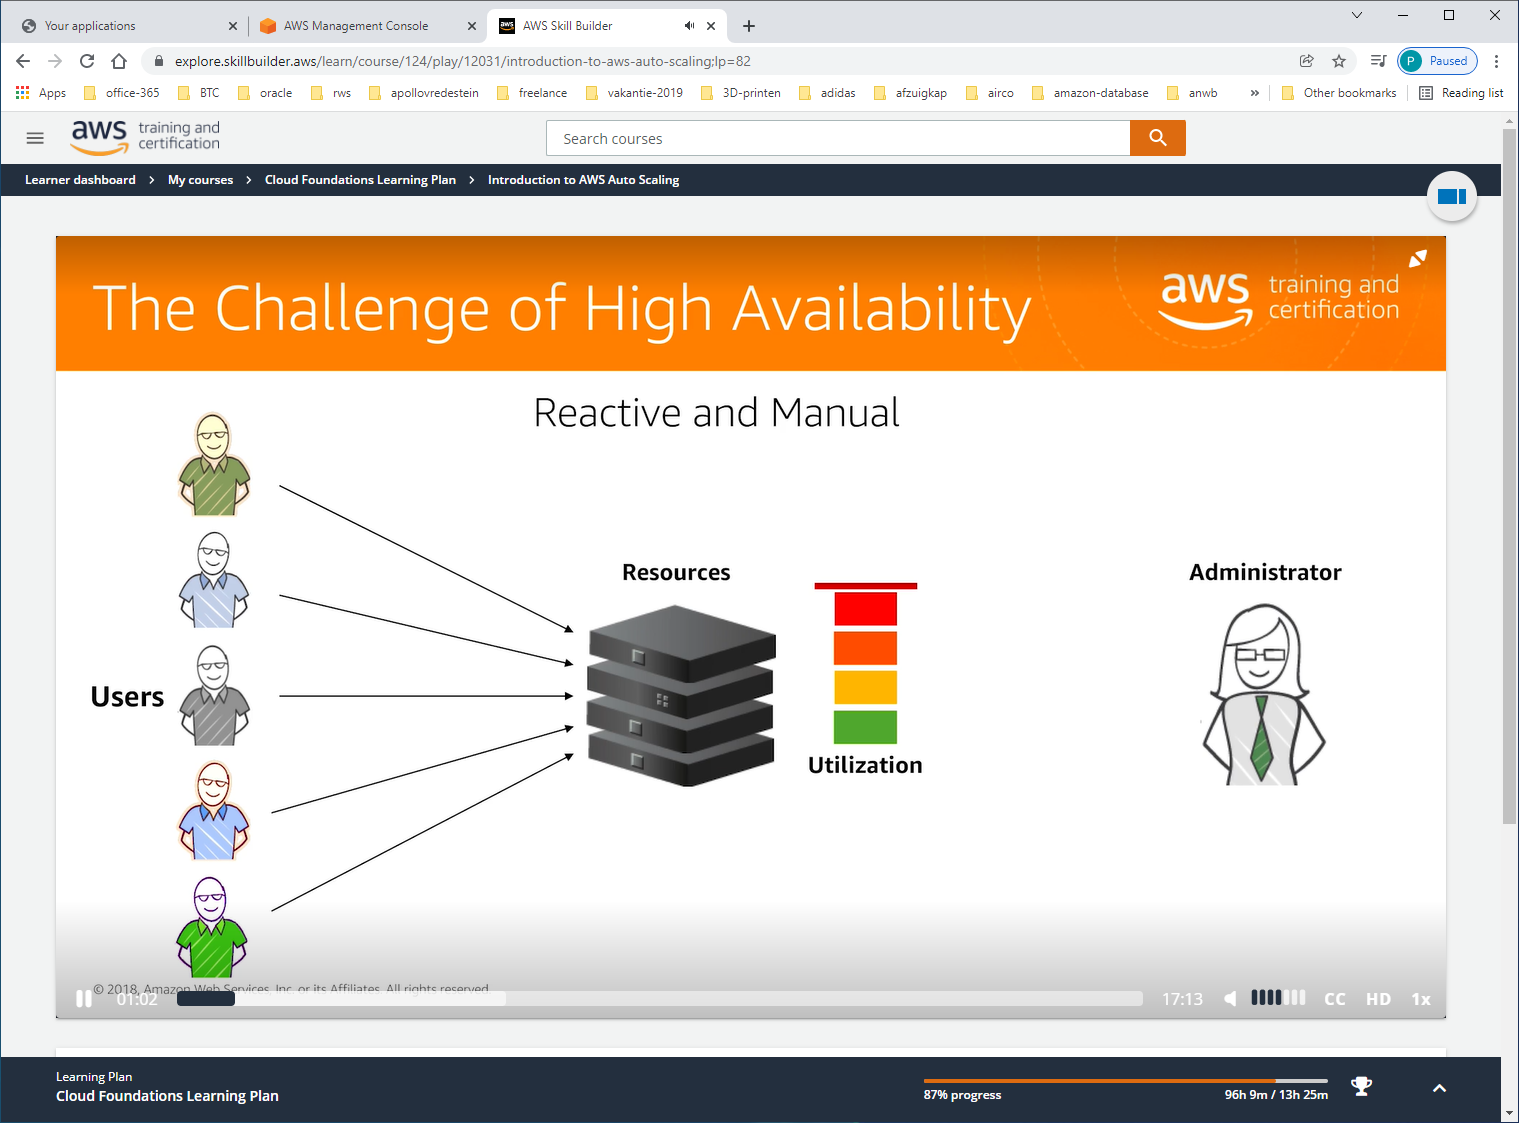 Your applications
AWS Management Console
AWS Skill Builder
explore.skillbuilder.aws/learn/course/124/play/12031/introduction-to-aws-auto-scaling;lp=82
P Paused
Apps office-365 BTC oracle rws apollovredestein freelance vakantie-2019 3D-printen adidas afzuigkap airco amazon-database anwb » Other bookmarks Reading list
aws training and
certification
Search courses
Learner dashboard > My courses > Cloud Foundations Learning Plan > Introduction to AWS Auto Scaling
The Challenge of High Availability
aws training and
certification
Reactive and Manual
Resources
Administrator
Users
Utilization
© 2018, Amazon Web Services, Inc. or its Affiliates. All rights reserved.
01:02
17:13
CC HD 1x
Learning Plan
Cloud Foundations Learning Plan
87% progress
96h 9m / 13h 25m